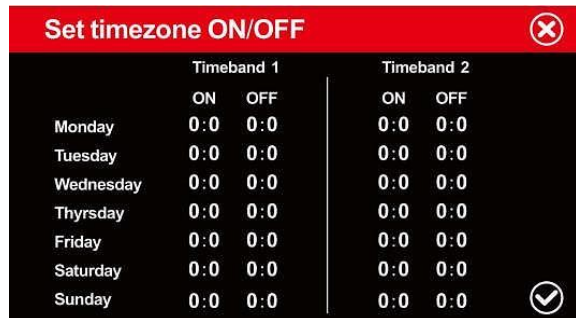 Set timezone ON/OFF
Timeband 1 Timeband 2
ON OFF ON OFF
Monday 0:0 0:0 0:0 0:0
Tuesday 0:0 0:0 0:0 0:0
Wednesday 0:0 0:0 0:0 0:0
Thyrsday 0:0 0:0 0:0 0:0
Friday 0:0 0:0 0:0 0:0
Saturday 0:0 0:0 0:0 0:0
Sunday 0:0 0:0 0:0 0:0